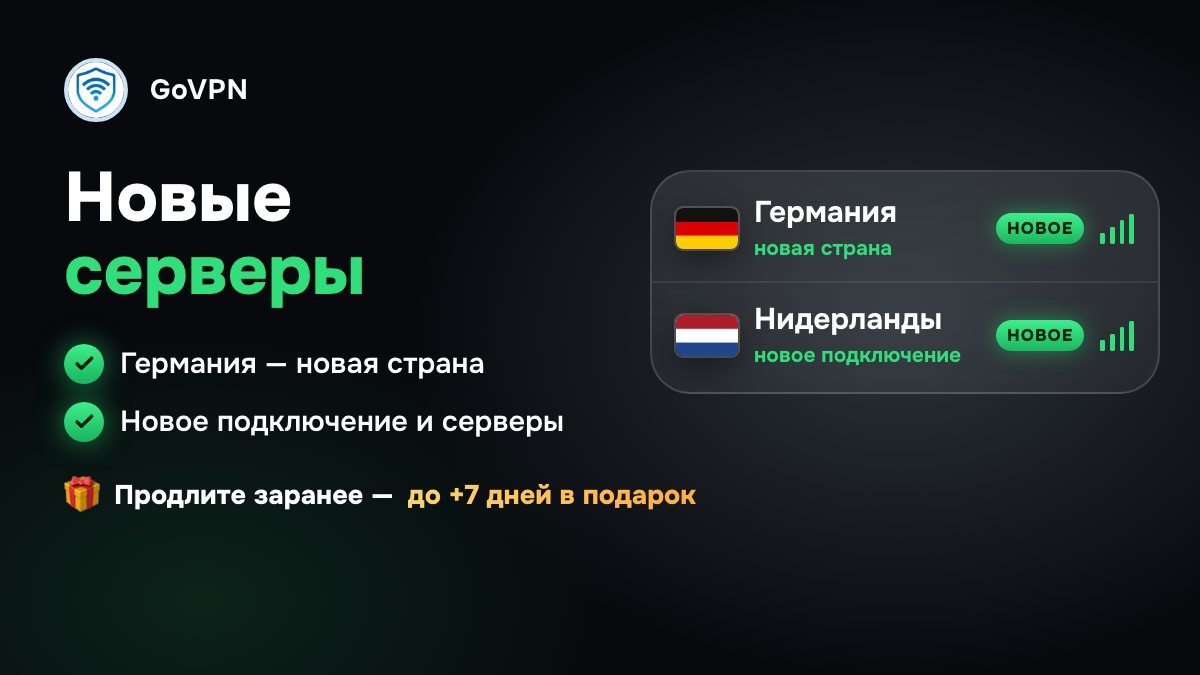 GoVPN
Новые
серверы
Германия — новая страна
Новое подключение и серверы
Продлите заранее — до +7 дней в подарок
Германия
новая страна
НОВОЕ
Нидерланды
новое подключение
НОВОЕ